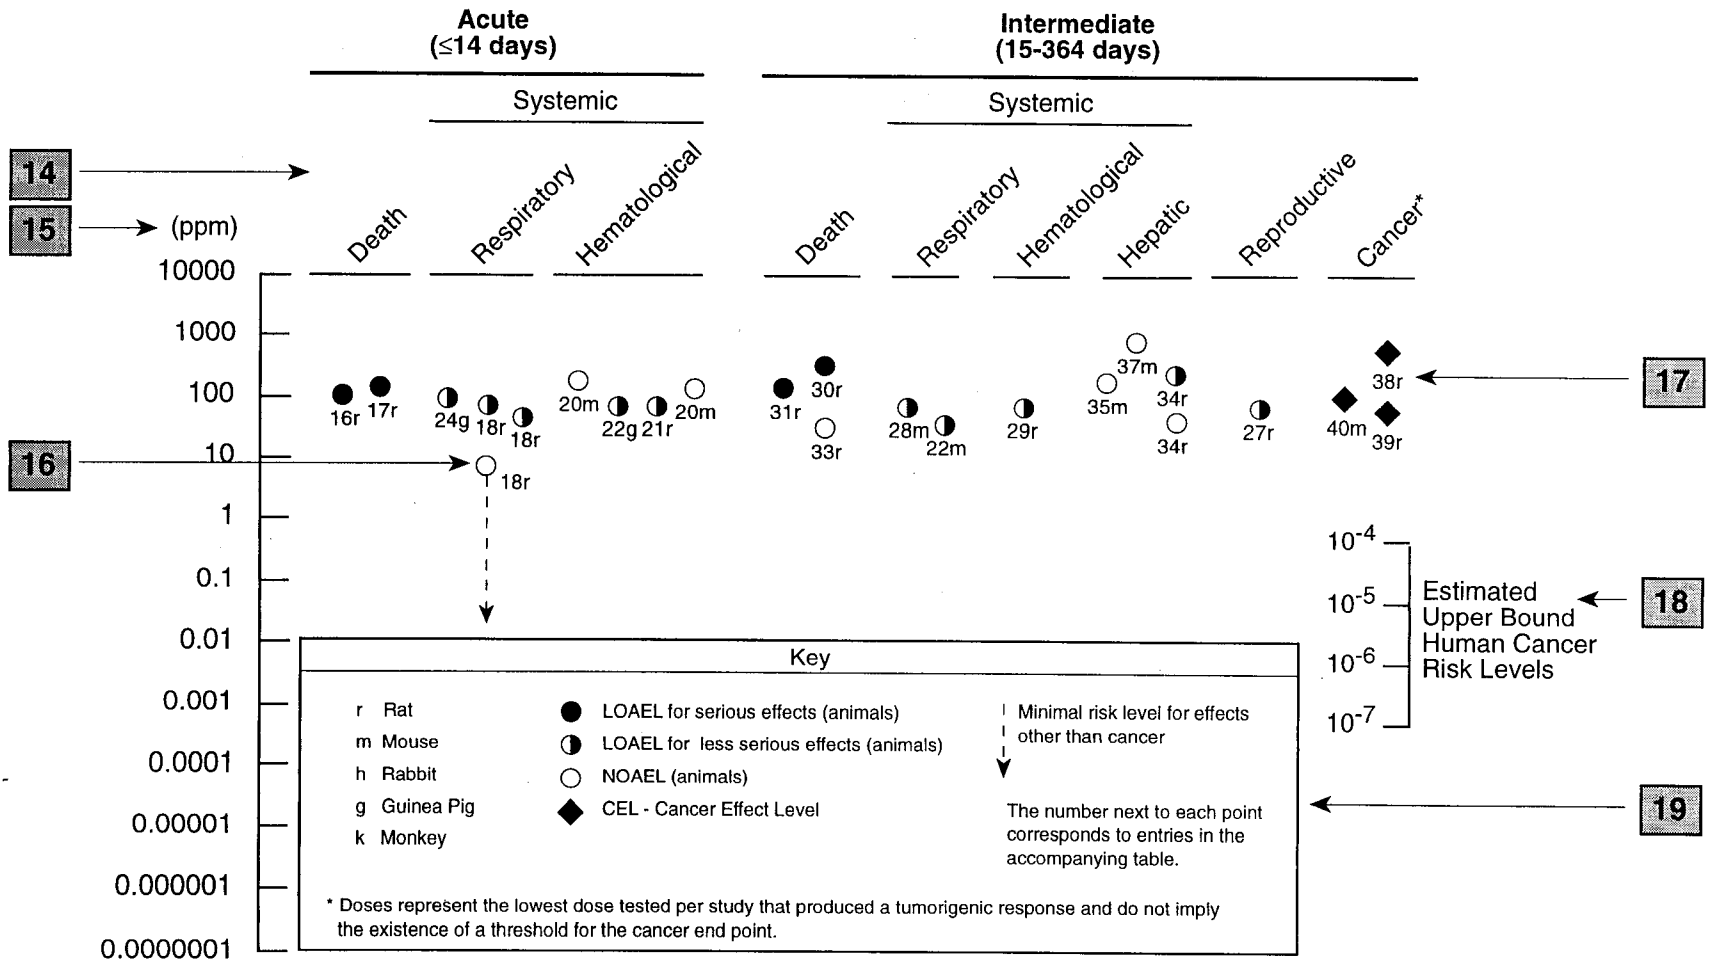 Acute
(≤14 days)
Intermediate
(15-364 days)
Systemic
Systemic
14
15
(ppm)
Death
Respiratory
Hematological
Death
Respiratory
Hematological
Hepatic
Reproductive
Cancer*
10000
1000
100
10
1
0.1
0.01
0.001
0.0001
0.00001
0.000001
0.0000001
16r
17r
24g
18r
18r
20m
22g
21r
20m
31r
30r
33r
28m
22m
29r
35m
37m
34r
34r
27r
40m
38r
39r
17
16
18r
10-4
10-5
10-6
10-7
Estimated
Upper Bound
Human Cancer
Risk Levels
18
Key
r Rat
m Mouse
h Rabbit
g Guinea Pig
k Monkey
LOAEL for serious effects (animals)
LOAEL for less serious effects (animals)
NOAEL (animals)
CEL - Cancer Effect Level
Minimal risk level for effects
other than cancer
The number next to each point
corresponds to entries in the
accompanying table.
* Doses represent the lowest dose tested per study that produced a tumorigenic response and do not imply
the existence of a threshold for the cancer end point.
19